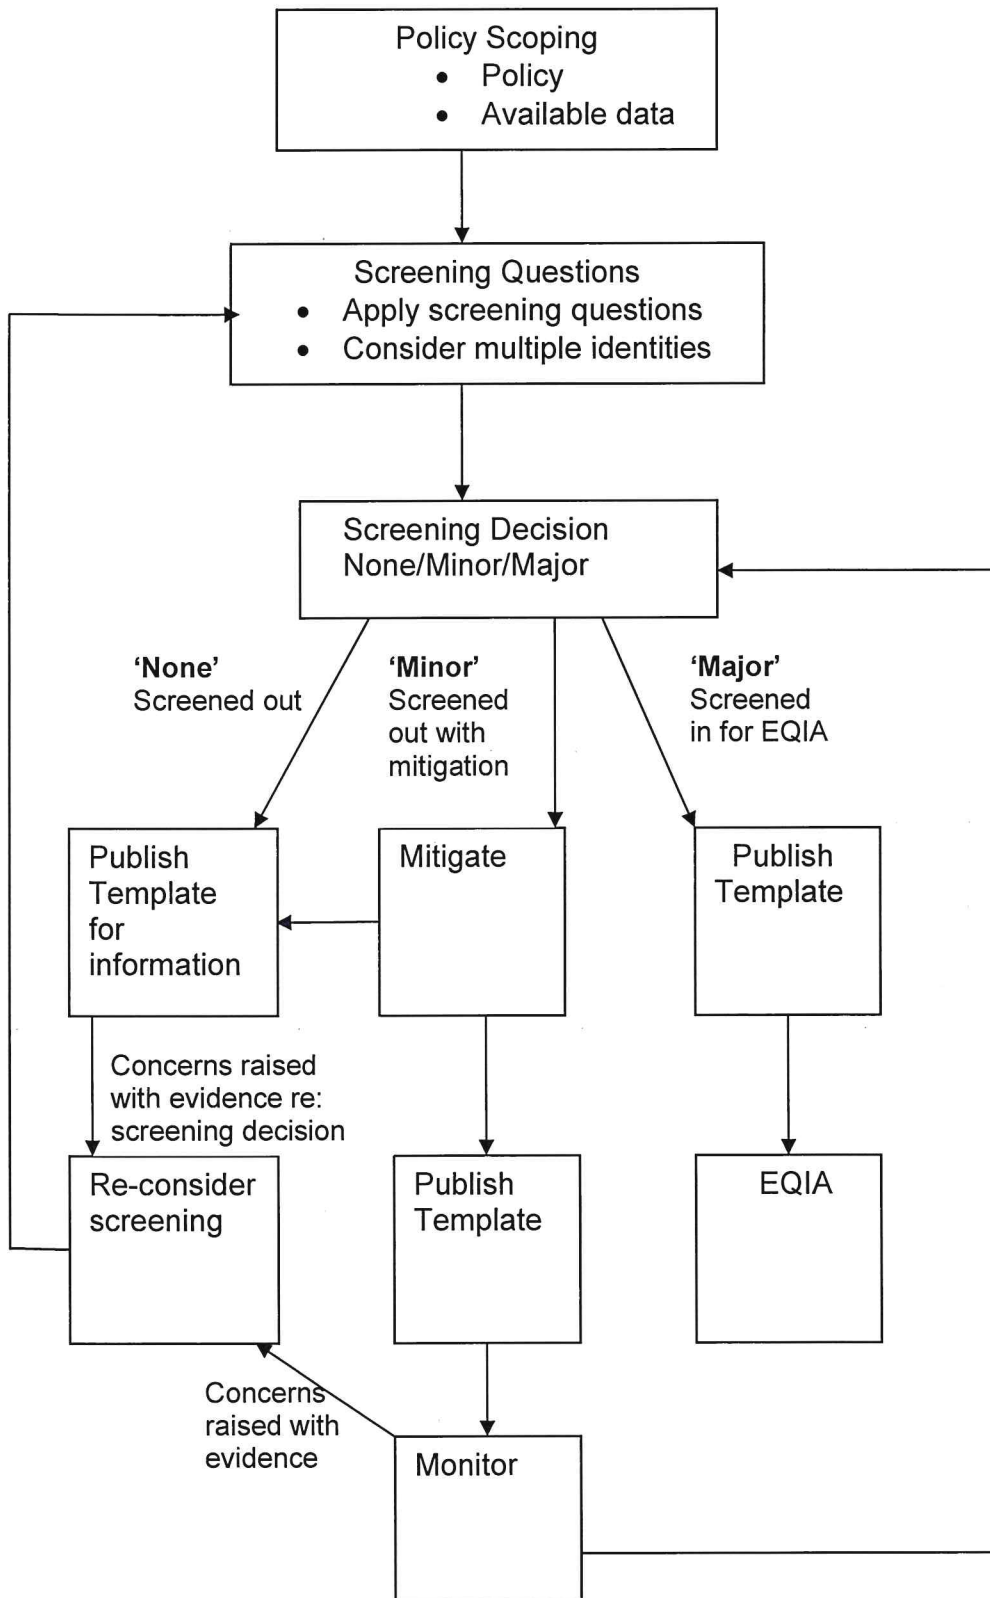 Policy Scoping
• Policy
• Available data
Screening Questions
• Apply screening questions
• Consider multiple identities
Screening Decision
None/Minor/Major
‘None’
Screened out
‘Minor’
Screened
out with
mitigation
‘Major’
Screened
in for EQIA
Publish
Template
for
information
Mitigate
Publish
Template
Concerns raised
with evidence re:
screening decision
Re-consider
screening
Publish
Template
EQIA
Concerns
raised with
evidence
Monitor